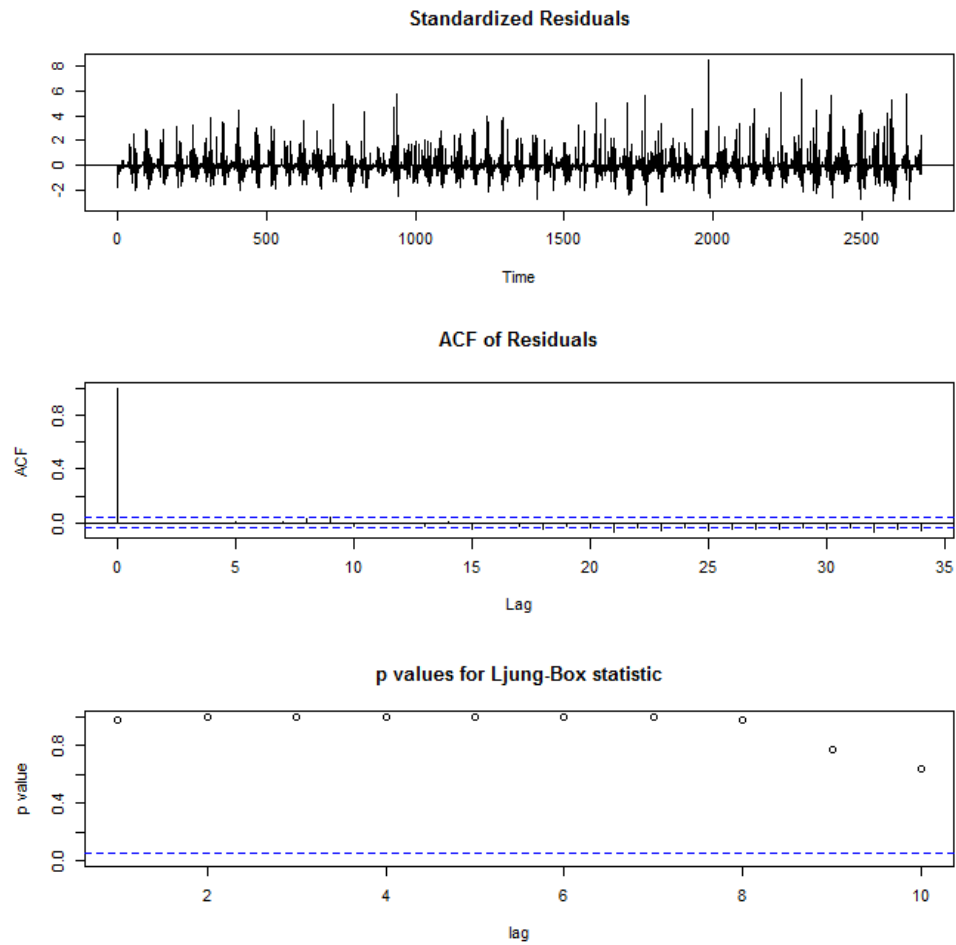 Standardized Residuals
8
6
4
2
0
-2
0 500 1000 1500 2000 2500
Time
ACF of Residuals
ACF
0.8
0.4
0.0
0 5 10 15 20 25 30 35
Lag
p values for Ljung-Box statistic
p value
0.8
0.4
0.0
2 4 6 8 10
lag